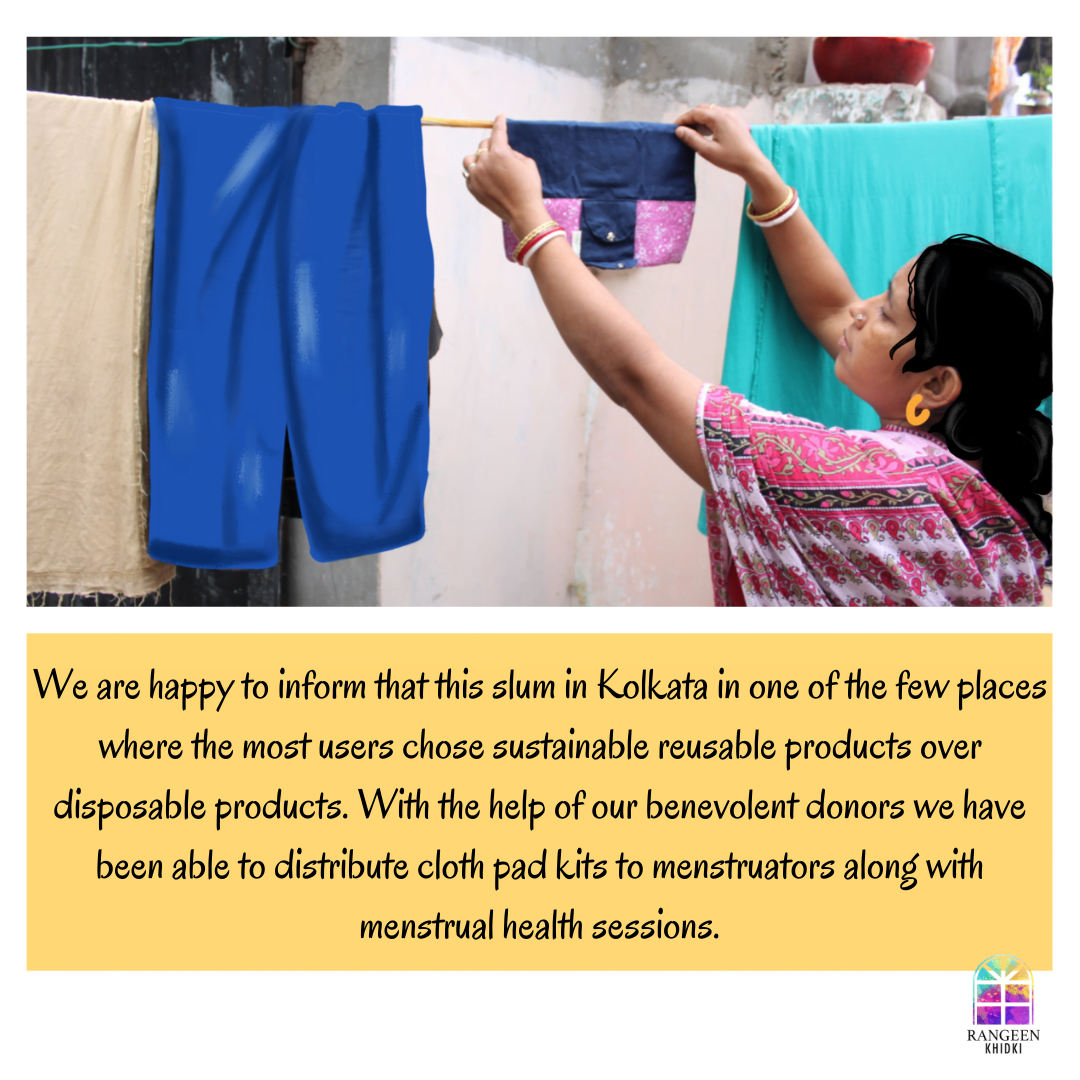 We are happy to inform that this slum in Kolkata in one of the few places
where the most users chose sustainable reusable products over
disposable products. With the help of our benevolent donors we have
been able to distribute cloth pad kits to menstruators along with
menstrual health sessions.
RANGEEN
KHIDKI